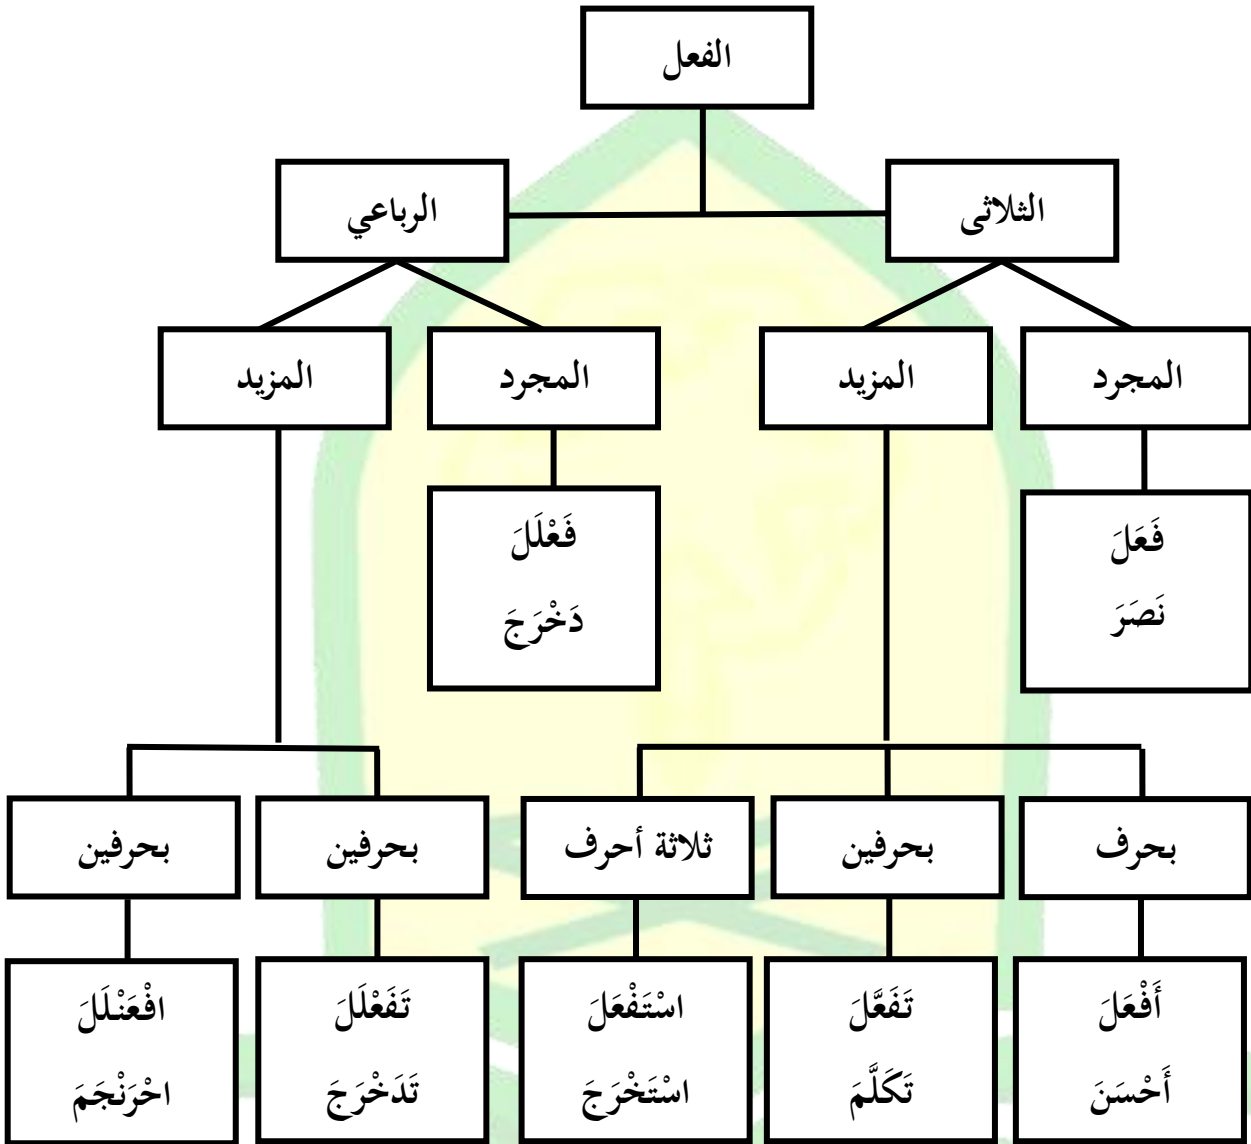 الفعل
الثلاثى
الرباعي
المجرد
المزيد
المجرد
المزيد
فَعَلَ
نَصَرَ
فَعْلَلَ
دَخْرَجَ
بحرف
بحرفين
ثلاثة أحرف
بحرفين
بحرفين
أَفْعَلَ
أَحْسَنَ
تَفَعَّلَ
تَكَلَّمَ
اسْتَفْعَلَ
اسْتَخْرَجَ
تَفَعْلَلَ
تَدَخْرَجَ
افْعَنْلَلَ
احْرَنْجَمَ